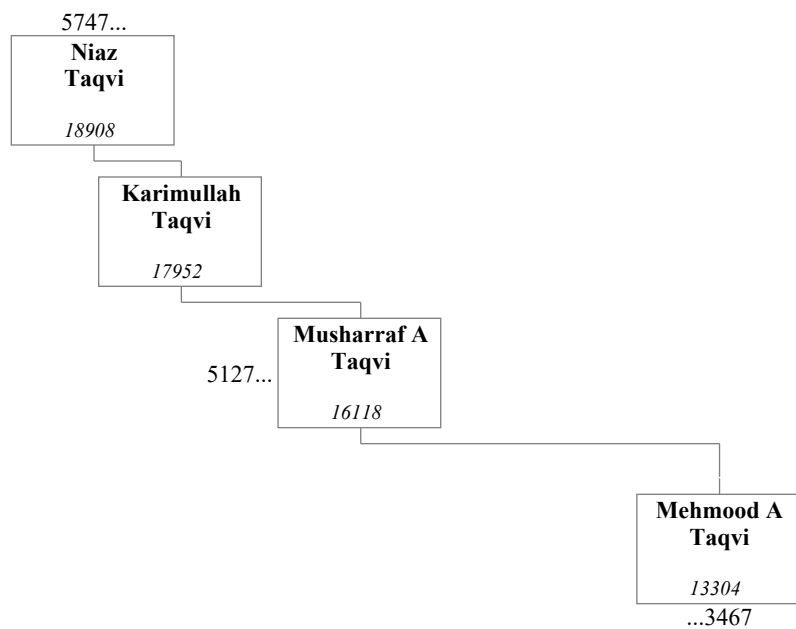 5747...
Niaz
Taqvi
18908
Karimullah
Taqvi
17952
Musharraf A
Taqvi
5127...
16118
Mehmood A
Taqvi
13304
...3467